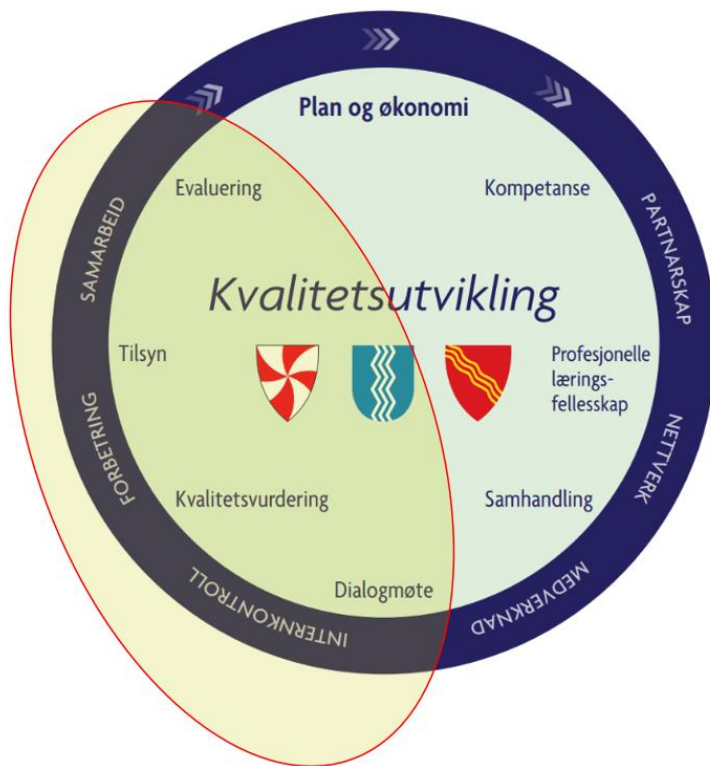 Plan og økonomi
Evaluering
Kompetanse
SAMARBEID
PARTNARSKAP
Kvalitetsutvikling
Tilsyn
Profesjonelle
lærings-
fellesskap
FORBETRING
NETTVERK
Kvalitetsvurdering
Samhandling
Dialogmøte
INTERNKONTROLL
MEDVERKNAD